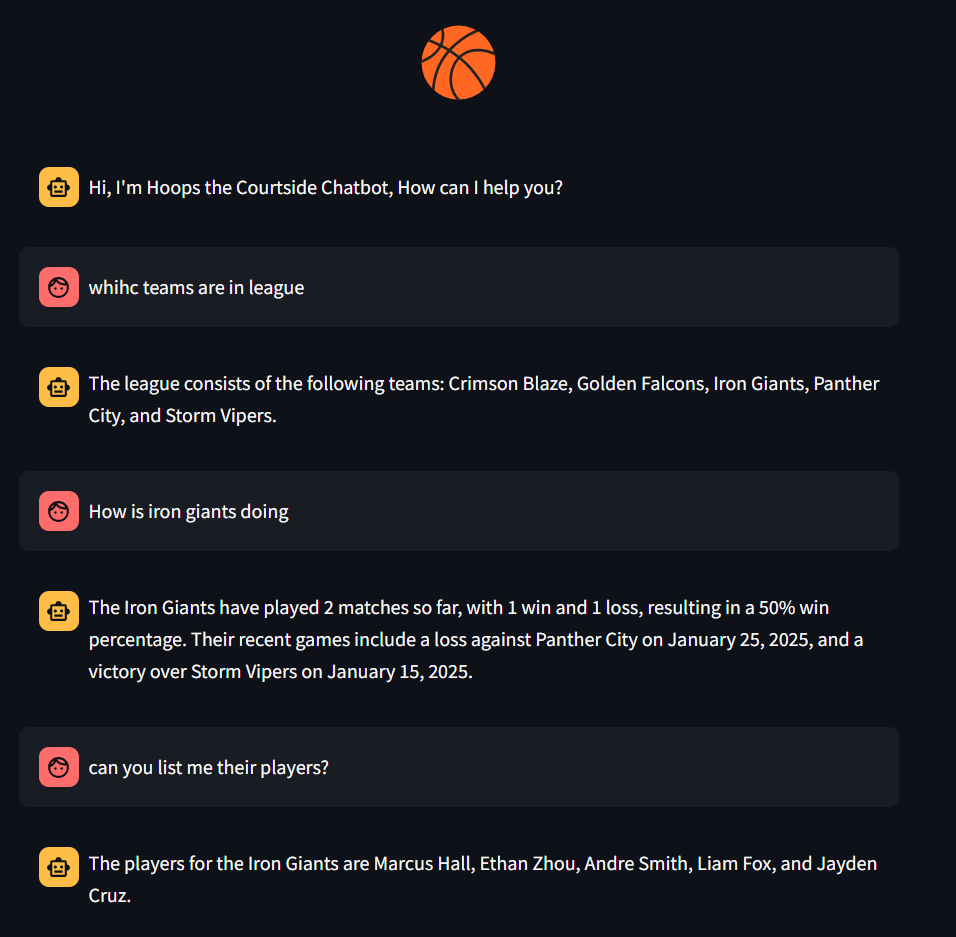 Hi, I'm Hoops the Courtside Chatbot, How can I help you?
whihc teams are in league
The league consists of the following teams: Crimson Blaze, Golden Falcons, Iron Giants, Panther
City, and Storm Vipers.
How is iron giants doing
The Iron Giants have played 2 matches so far, with 1 win and 1 loss, resulting in a 50% win
percentage. Their recent games include a loss against Panther City on January 25, 2025, and a
victory over Storm Vipers on January 15, 2025.
can you list me their players?
The players for the Iron Giants are Marcus Hall, Ethan Zhou, Andre Smith, Liam Fox, and Jayden
Cruz.